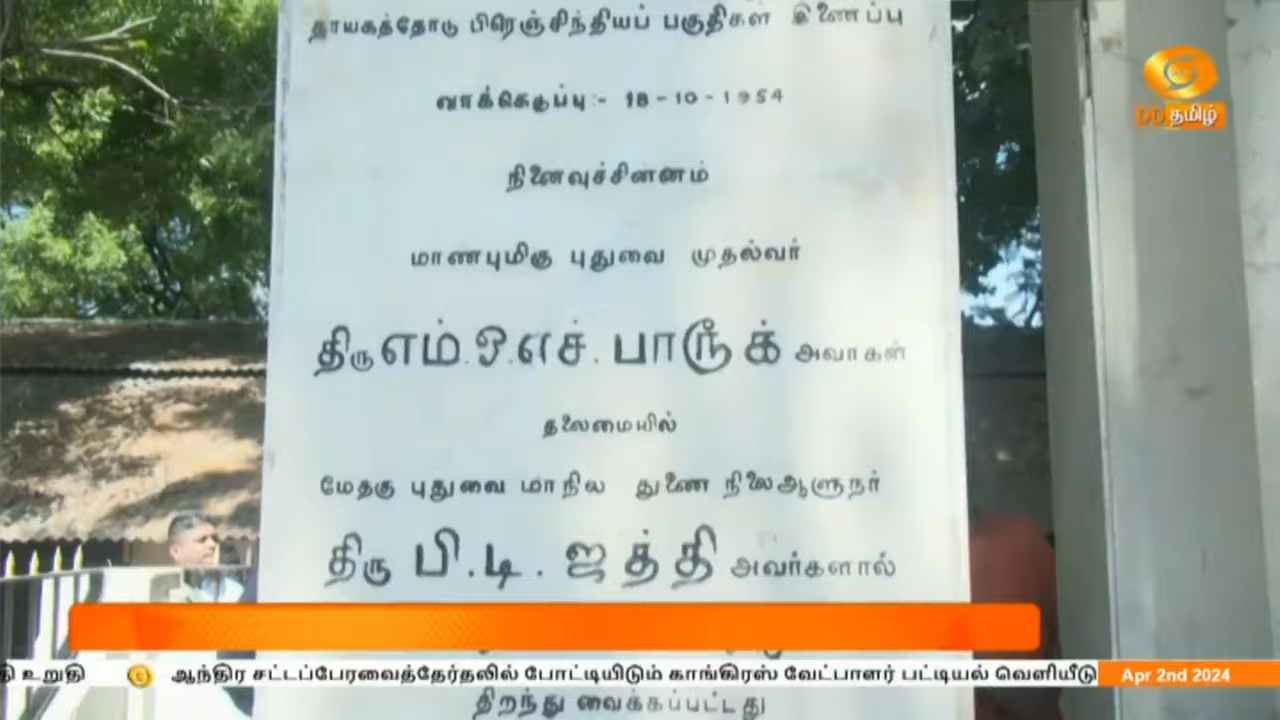 தாயகத்தோடு பிரெஞ்சிந்தியப் பகுதிகள் இணைப்பு
வாக்கெடுப்பு:- 18-10-1954
நினைவுச்சின்னம்
மாண்புமிகு புதுவை முதல்வர்
திரு எம்.ஓ.எச். பாரூக் அவர்கள்
தலைமையில்
மேதகு புதுவை மாநில துணை நிலைஆளுநர்
திரு பி.டி. ஜத்தி அவர்களால்
திறந்து வைக்கப்பட்டது
DD தமிழ்
தி உறுதி ஆந்திர சட்டப்பேரவைத்தேர்தலில் போட்டியிடும் காங்கிரஸ் வேட்பாளர் பட்டியல் வெளியீடு Apr 2nd 2024